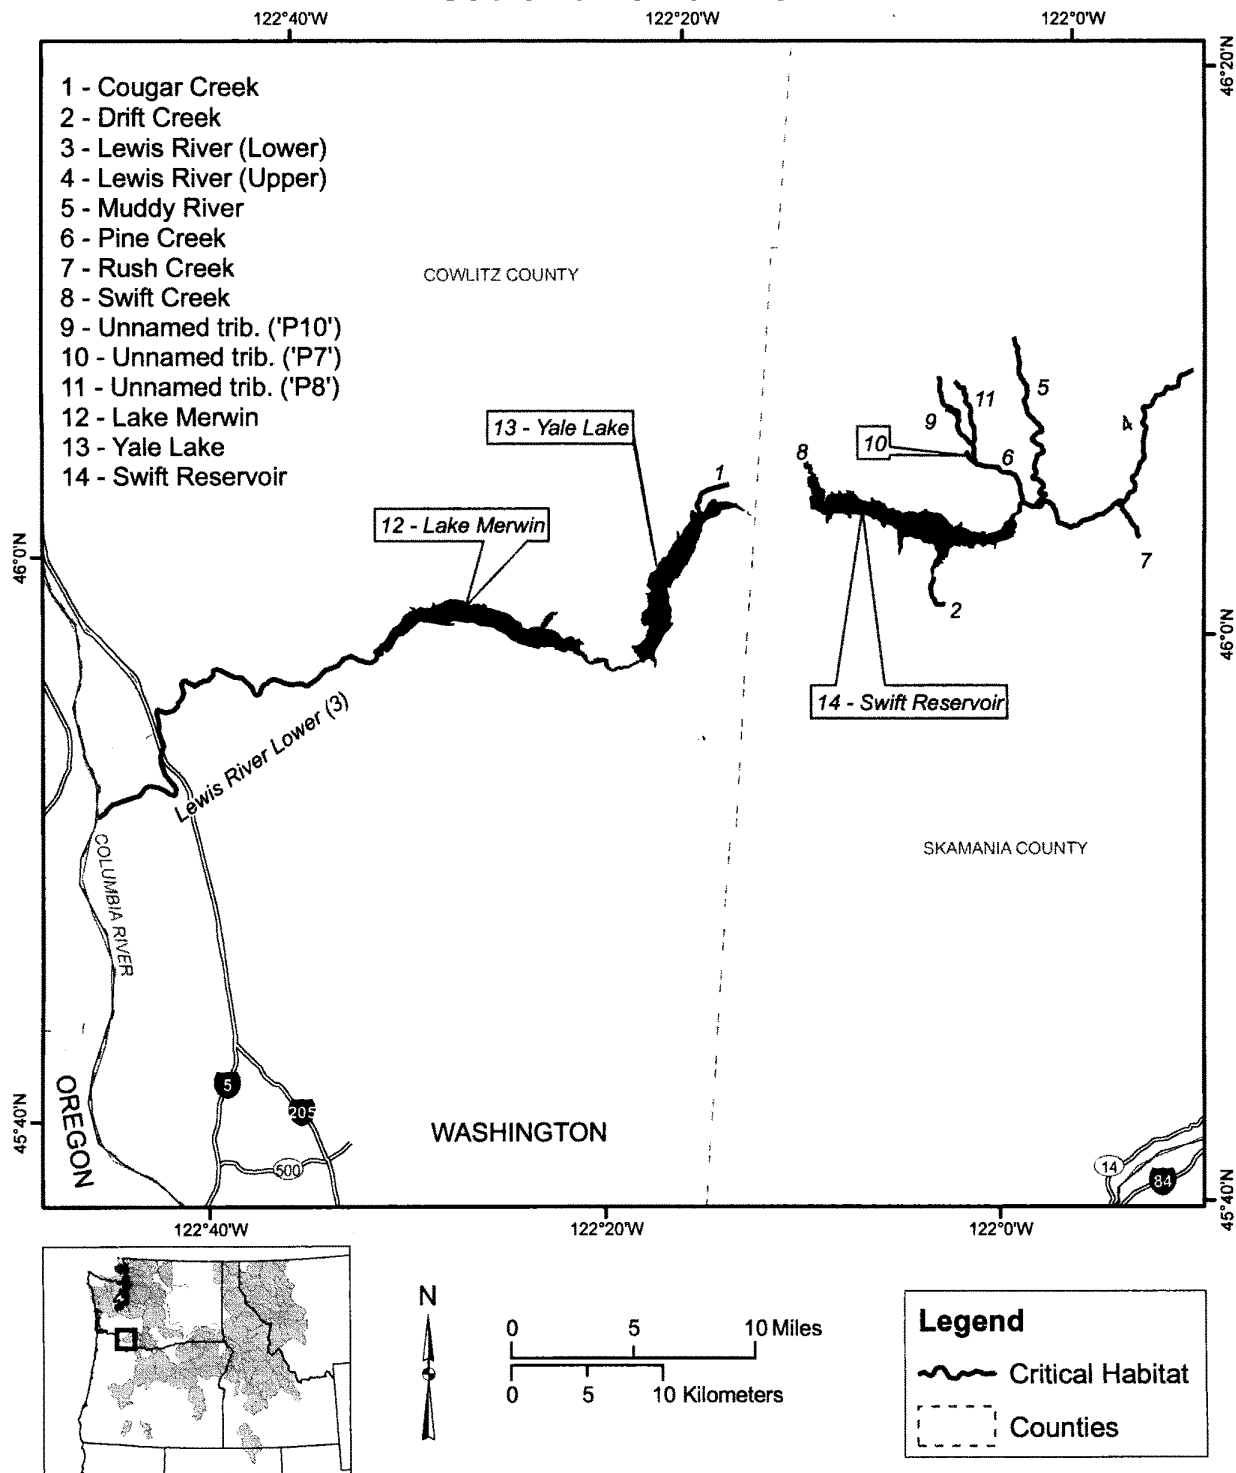 122°40'W
122°20'W
122°0'W
46°20'N
1 - Cougar Creek
2 - Drift Creek
3 - Lewis River (Lower)
4 - Lewis River (Upper)
5 - Muddy River
6 - Pine Creek
7 - Rush Creek
8 - Swift Creek
9 - Unnamed trib. ('P10')
10 - Unnamed trib. ('P7')
11 - Unnamed trib. ('P8')
12 - Lake Merwin
13 - Yale Lake
14 - Swift Reservoir
COWLITZ COUNTY
13 - Yale Lake
12 - Lake Merwin
1
8
9
11
10
5
6
4
7
2
46°0'N
46°0'N
14 - Swift Reservoir
Lewis River Lower (3)
COLUMBIA RIVER
SKAMANIA COUNTY
OREGON
WASHINGTON
5
205
500
14
84
45°40'N
45°40'N
122°40'W
122°20'W
122°0'W
N
0 5 10 Miles
0 5 10 Kilometers
Legend
Critical Habitat
Counties